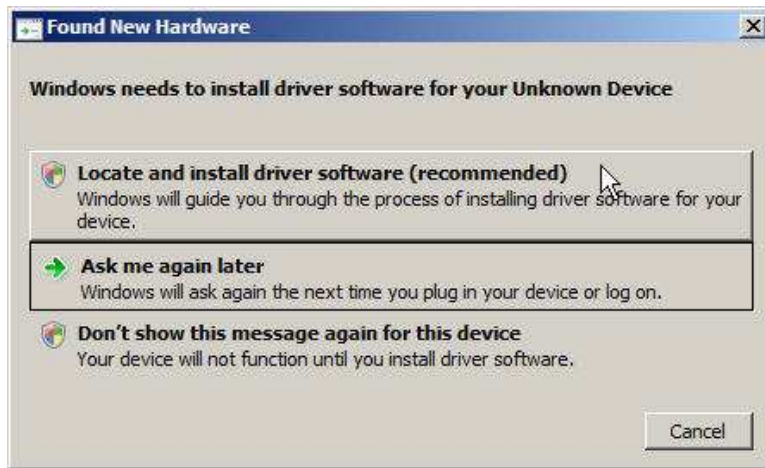 Found New Hardware
Windows needs to install driver software for your Unknown Device
Locate and install driver software (recommended)
Windows will guide you through the process of installing driver software for your
device.
Ask me again later
Windows will ask again the next time you plug in your device or log on.
Don't show this message again for this device
Your device will not function until you install driver software.
Cancel